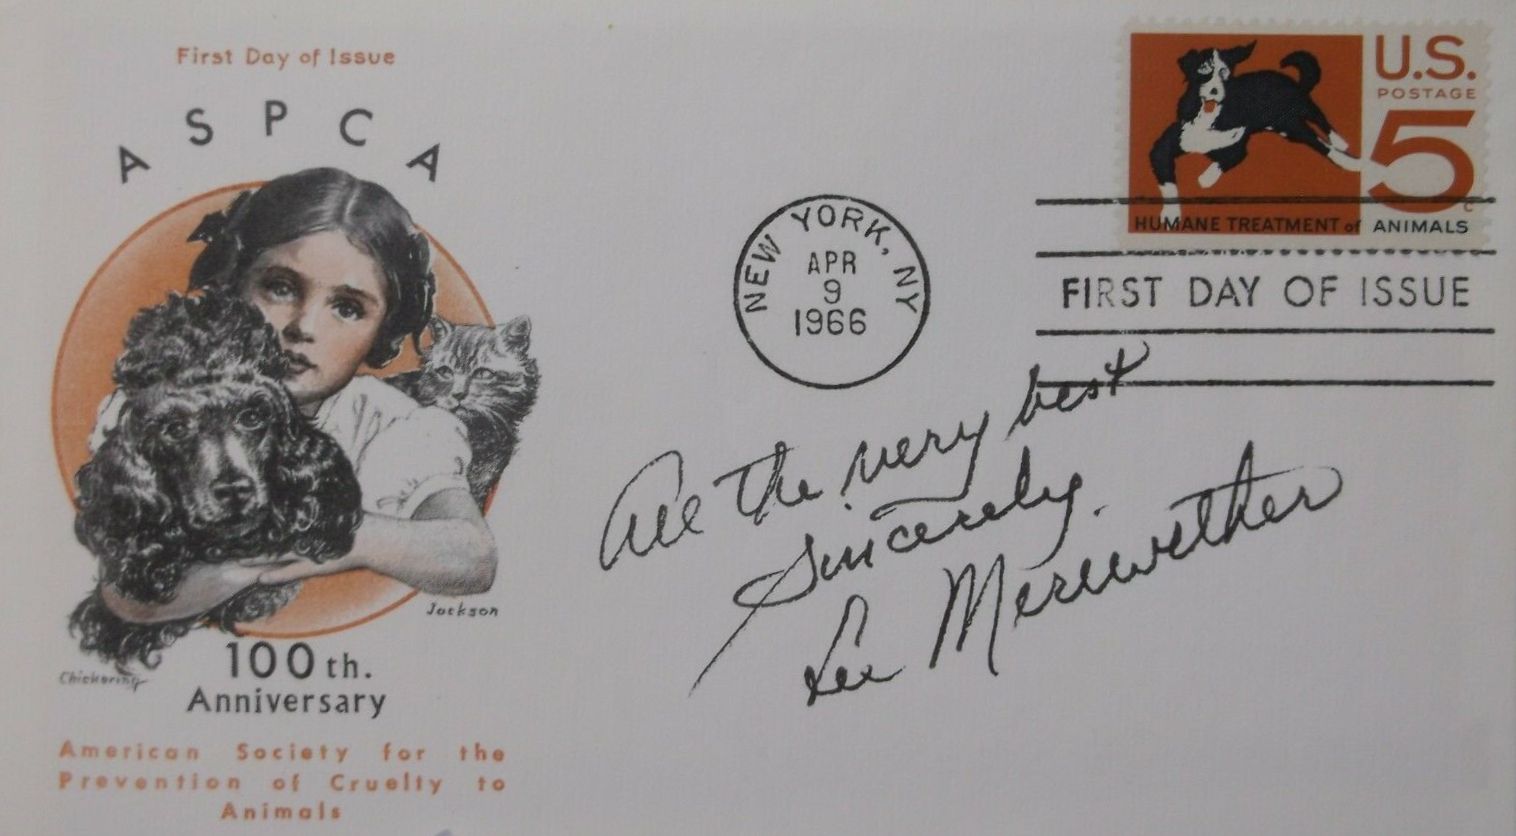 First Day of Issue
ASPCA
Jackson
Chickering
100th.
Anniversary
American Society for the
Prevention of Cruelty to
Animals
NEW YORK, NY
APR
9
1966
U.S.
POSTAGE
5c
HUMANE TREATMENT of ANIMALS
FIRST DAY OF ISSUE
All the very best
Sincerely,
Lee Meriwether